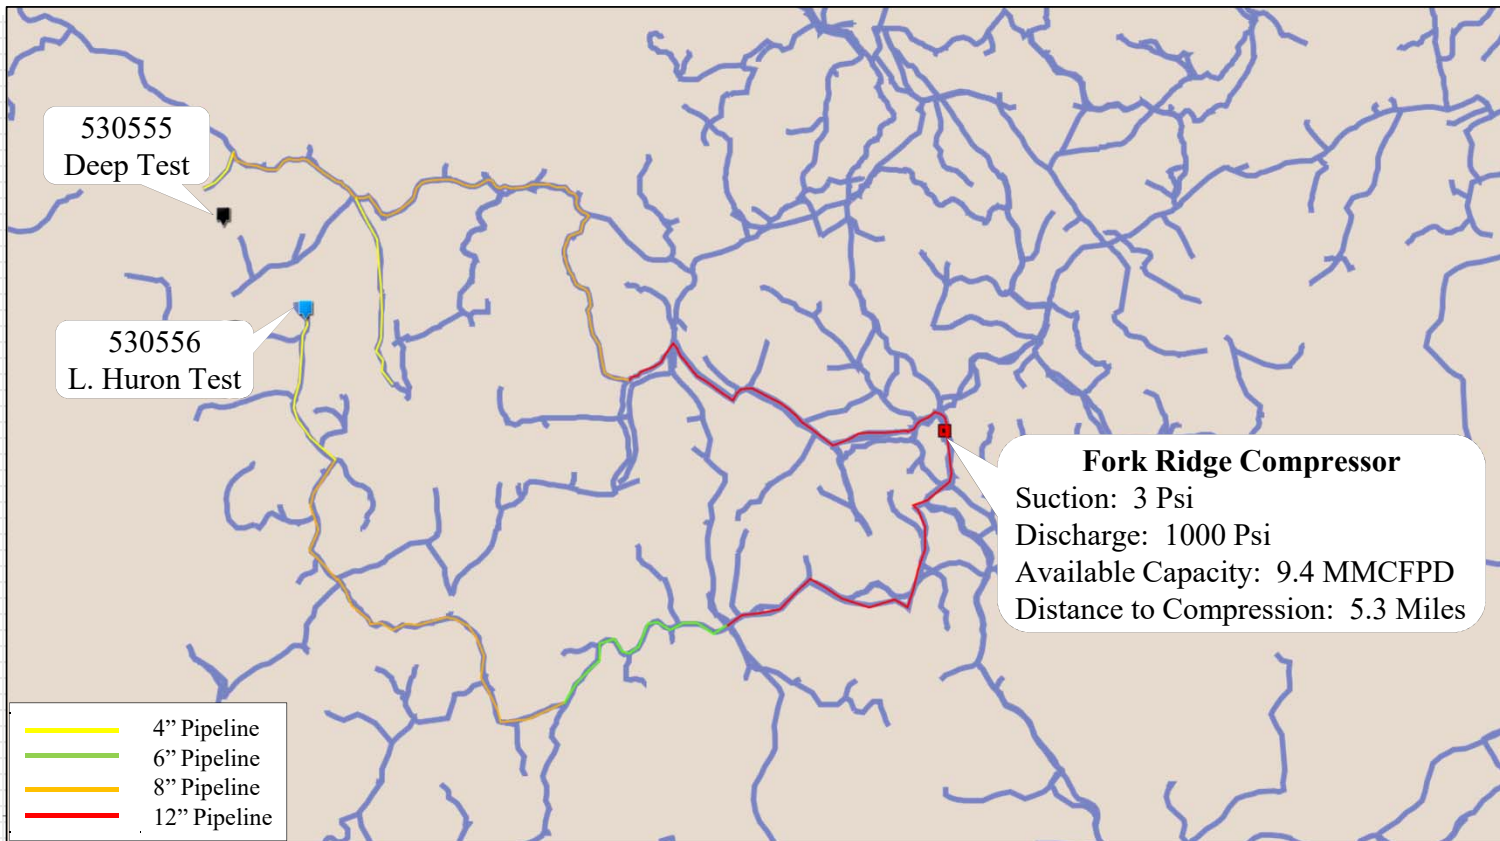 530555
Deep Test
530556
L. Huron Test
Fork Ridge Compressor
Suction: 3 Psi
Discharge: 1000 Psi
Available Capacity: 9.4 MMCFPD
Distance to Compression: 5.3 Miles
4” Pipeline
6” Pipeline
8” Pipeline
12” Pipeline